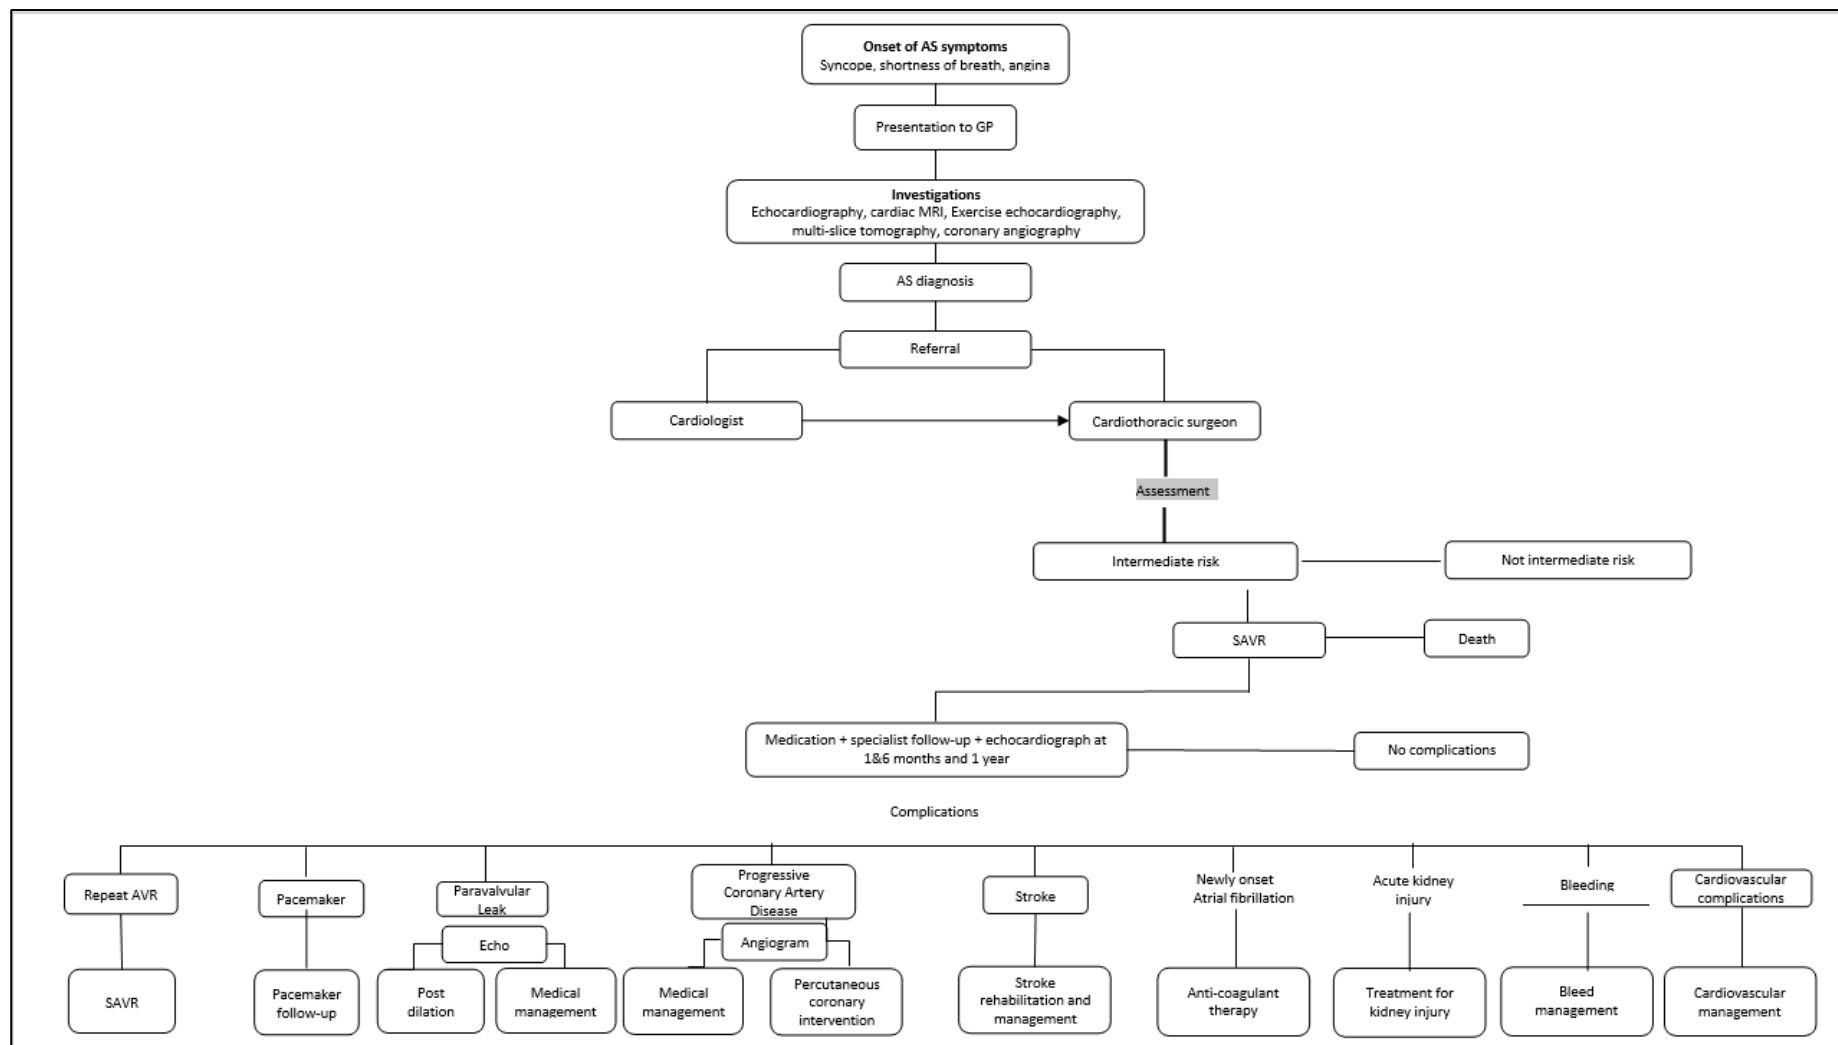 Onset of AS symptoms
Syncope, shortness of breath, angina
Presentation to GP
Investigations
Echocardiography, cardiac MRI, Exercise echocardiography,
multi-slice tomography, coronary angiography
AS diagnosis
Referral
Cardiologist
Cardiothoracic surgeon
Assessment
Intermediate risk
Not intermediate risk
SAVR
Death
Medication + specialist follow-up + echocardiograph at
1&6 months and 1 year
No complications
Complications
Repeat AVR
Pacemaker
Paravalvular
Leak
Progressive
Coronary Artery
Disease
Stroke
Newly onset
Atrial fibrillation
Acute kidney
injury
Bleeding
Cardiovascular
complications
Echo
Angiogram
SAVR
Pacemaker
follow-up
Post
dilation
Medical
management
Medical
management
Percutaneous
coronary
intervention
Stroke
rehabilitation and
management
Anti-coagulant
therapy
Treatment for
kidney injury
Bleed
management
Cardiovascular
management